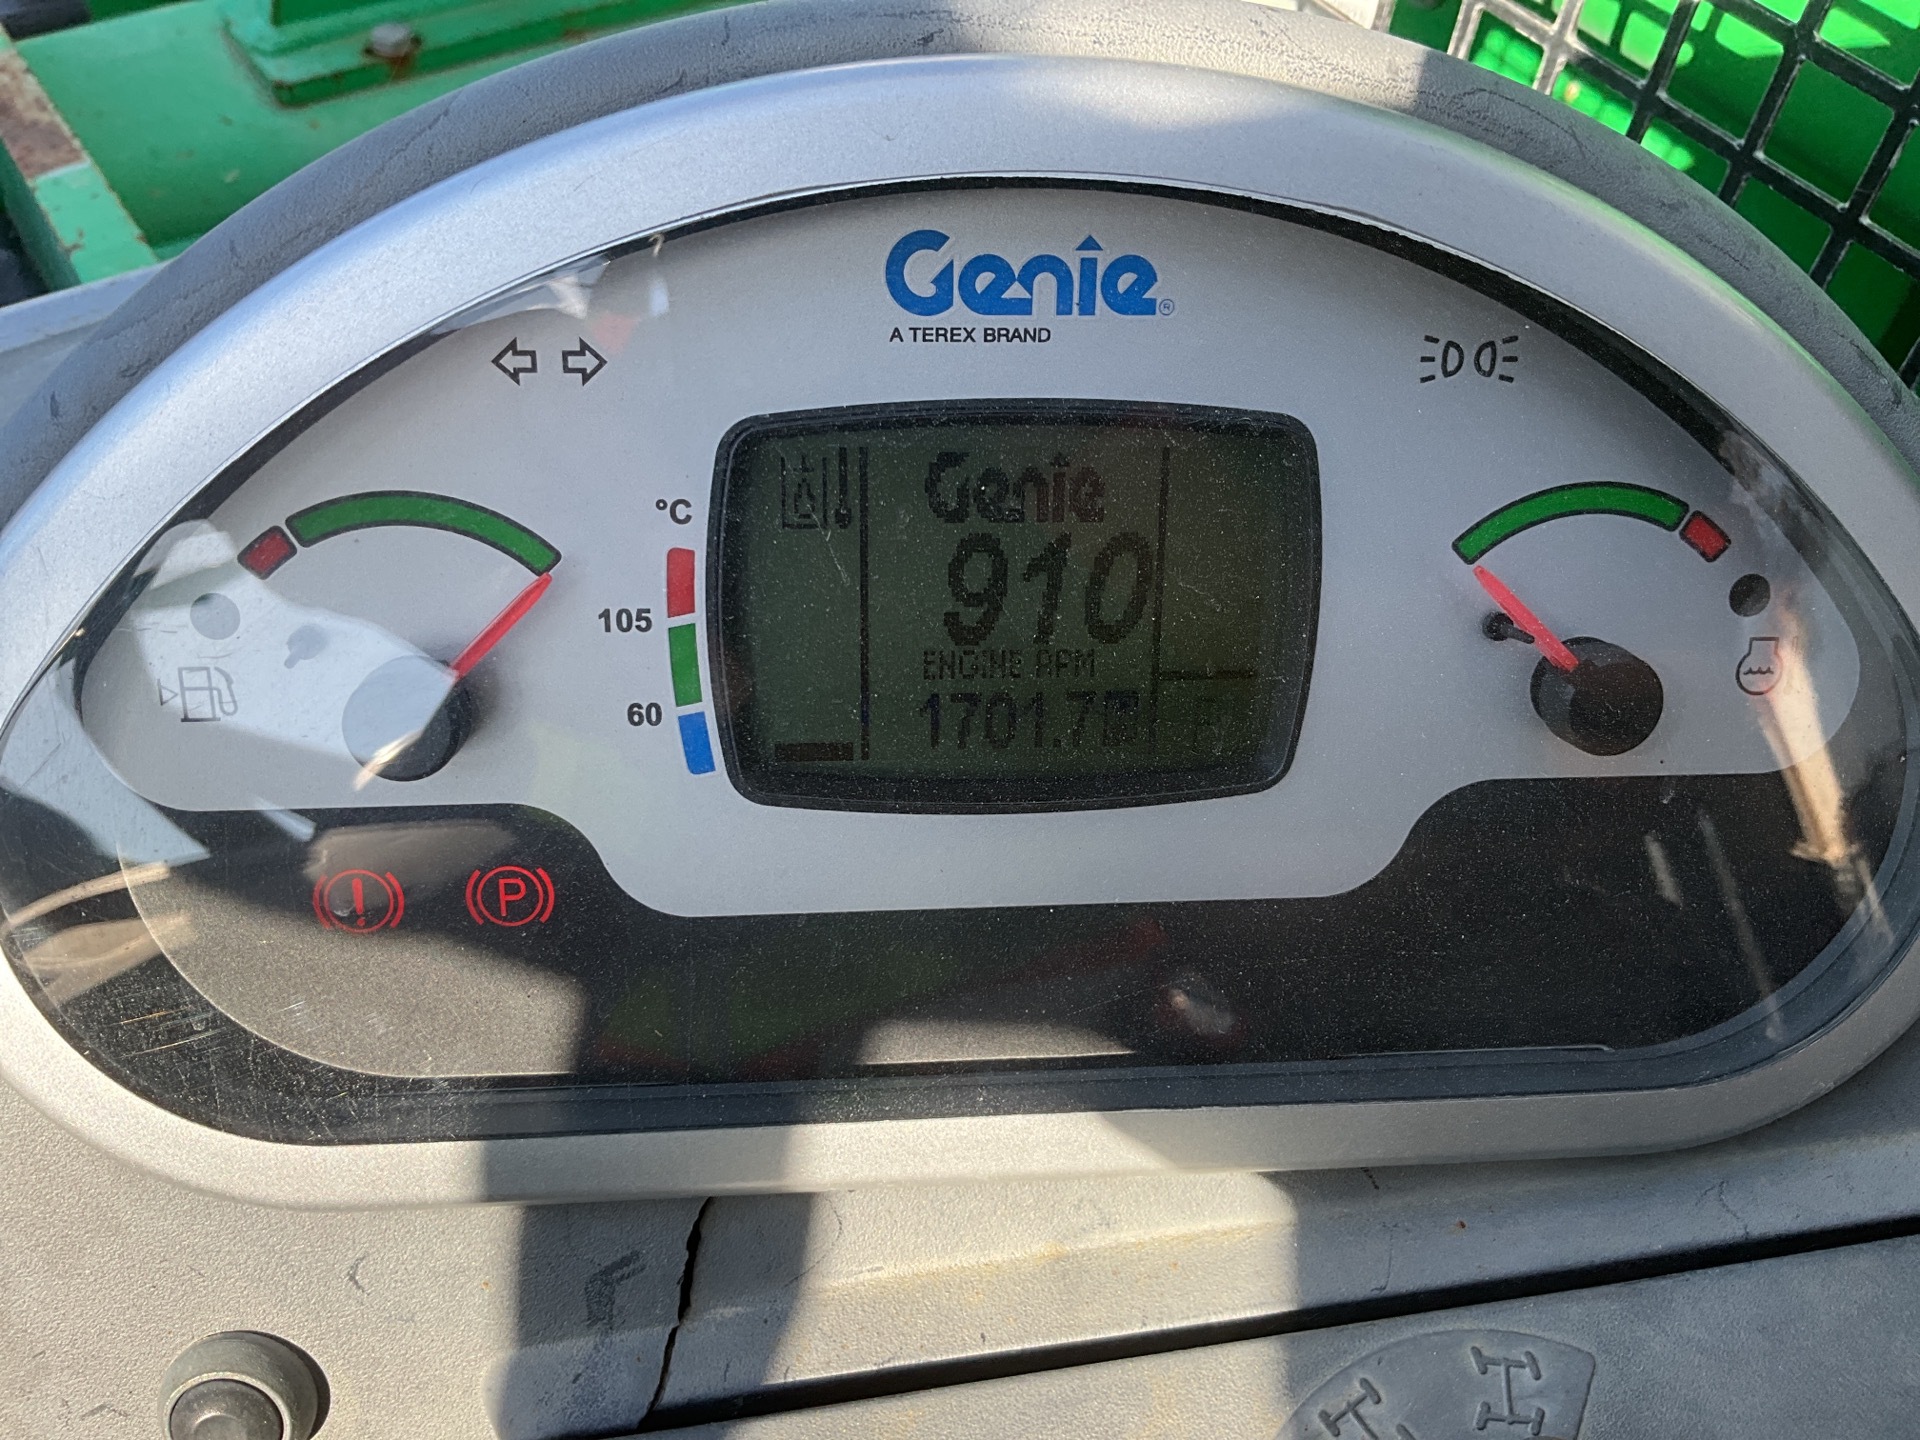 Genie®
A TEREX BRAND
°C
105
60
Genie
910
ENGINE RPM
1701.7
P